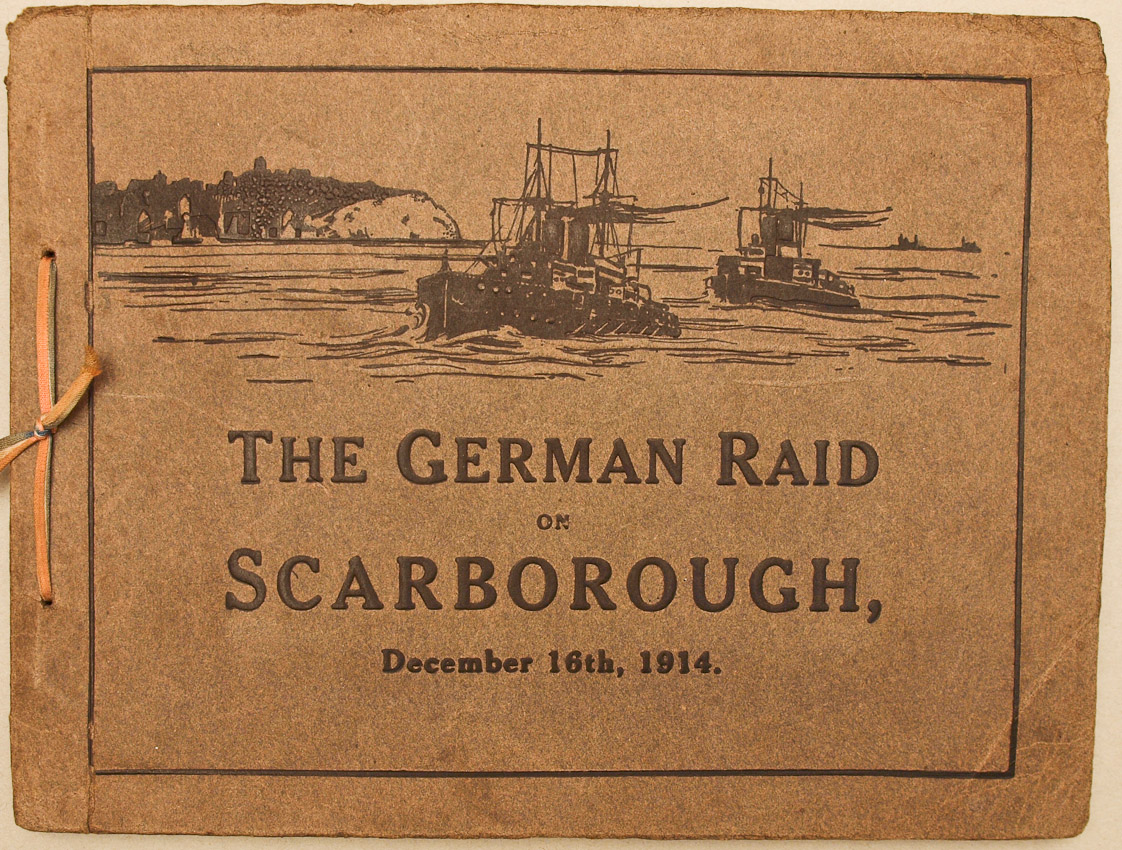 THE GERMAN RAID
ON
SCARBOROUGH,
December 16th, 1914.